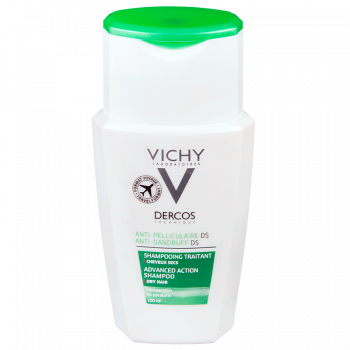 VICHY
LABORATOIRES
V
DERCOS
TECHNIQUE
ANTI-PELLICULAIRE DS
ANTI-DANDRUFF DS
SHAMPOOING TRAITANT
CHEVEUX SECS
ADVANCED ACTION
SHAMPOO
DRY HAIR